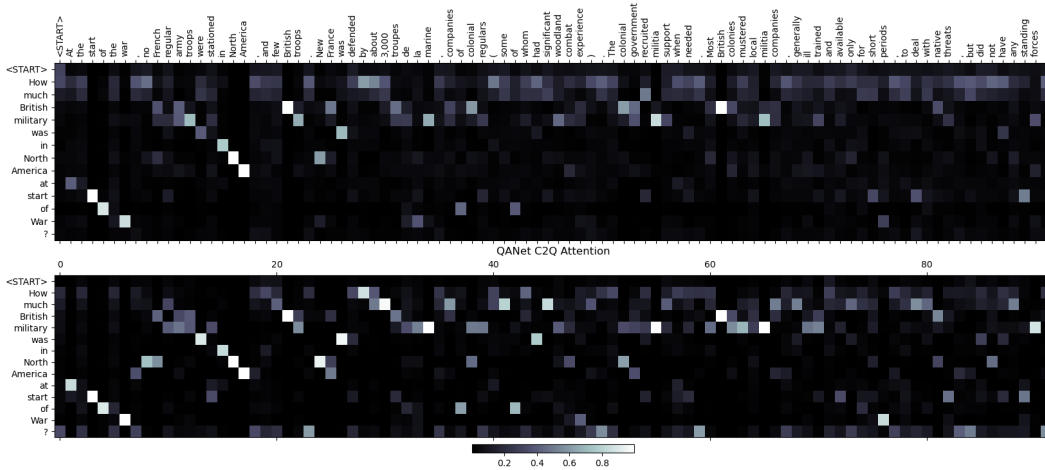 <START> At the start of the war , no French regular army troops were stationed in North America , and few British troops . New France was defended by about 3,000 troupes de la marine , companies of colonial regulars ( some of whom had significant woodland combat experience ) . The colonial government recruited militia support when needed . Most British colonies mustered local militia companies , generally ill trained and available only for short periods , to deal with native threats , but did not have any standing forces
<START>
How
much
British
military
was
in
North
America
at
start
of
War
?
QANet C2Q Attention
0 20 40 60 80
<START>
How
much
British
military
was
in
North
America
at
start
of
War
?
0.2 0.4 0.6 0.8